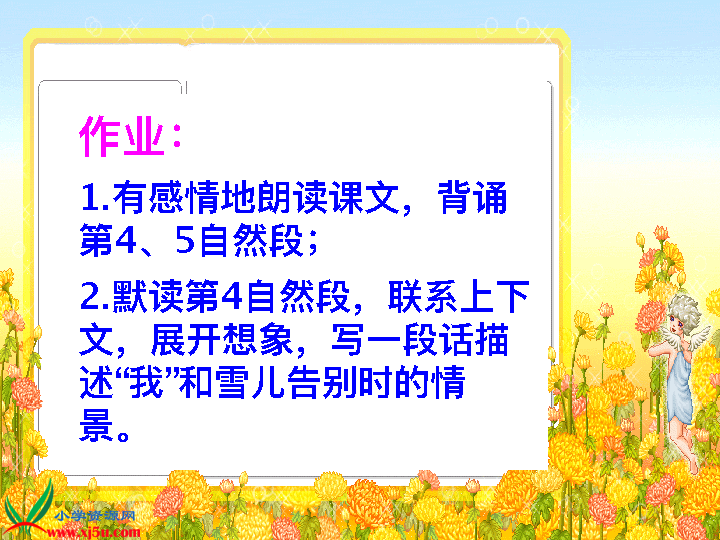 作业：
1.有感情地朗读课文，背诵
第4、5自然段；
2.默读第4自然段，联系上下
文，展开想象，写一段话描
述“我”和雪儿告别时的情
景。
小学资源网
www.xj5u.com